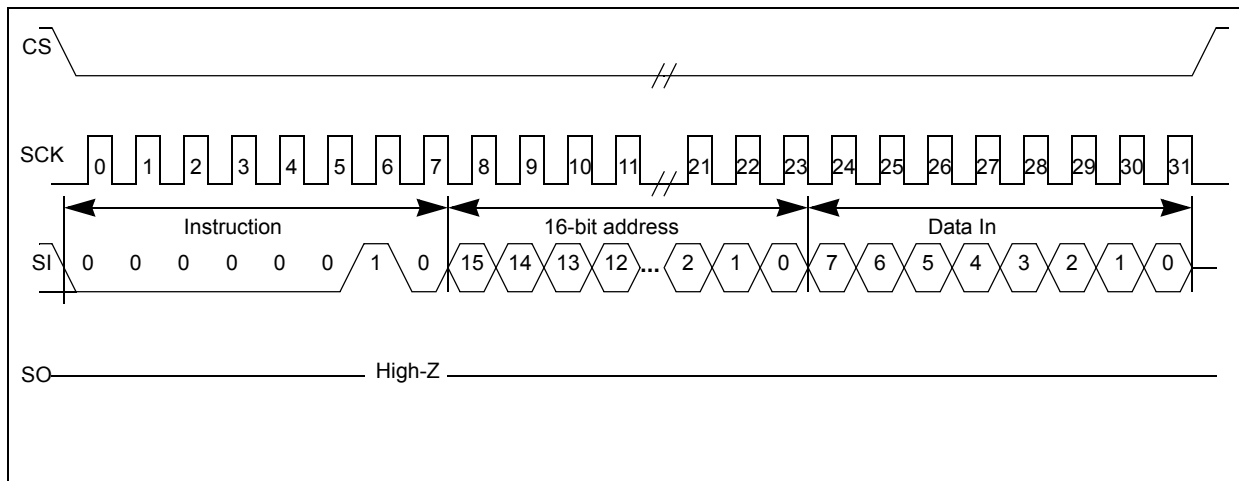 CS
SCK 0 1 2 3 4 5 6 7 8 9 10 11 21 22 23 24 25 26 27 28 29 30 31
Instruction 16-bit address Data In
SI 0 0 0 0 0 0 1 0 15 14 13 12 ... 2 1 0 7 6 5 4 3 2 1 0
SO High-Z